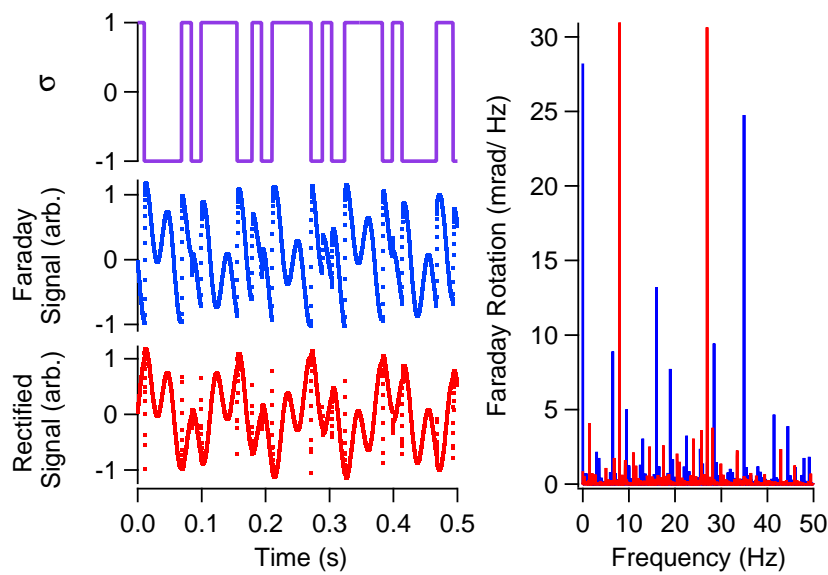 1
0
-1
σ
1
0
-1
Faraday
Signal (arb.)
1
0
-1
Rectified
Signal (arb.)
0.0 0.1 0.2 0.3 0.4 0.5
Time (s)
30
25
20
15
10
5
0
Faraday Rotation (mrad/ Hz)
0 10 20 30 40 50
Frequency (Hz)